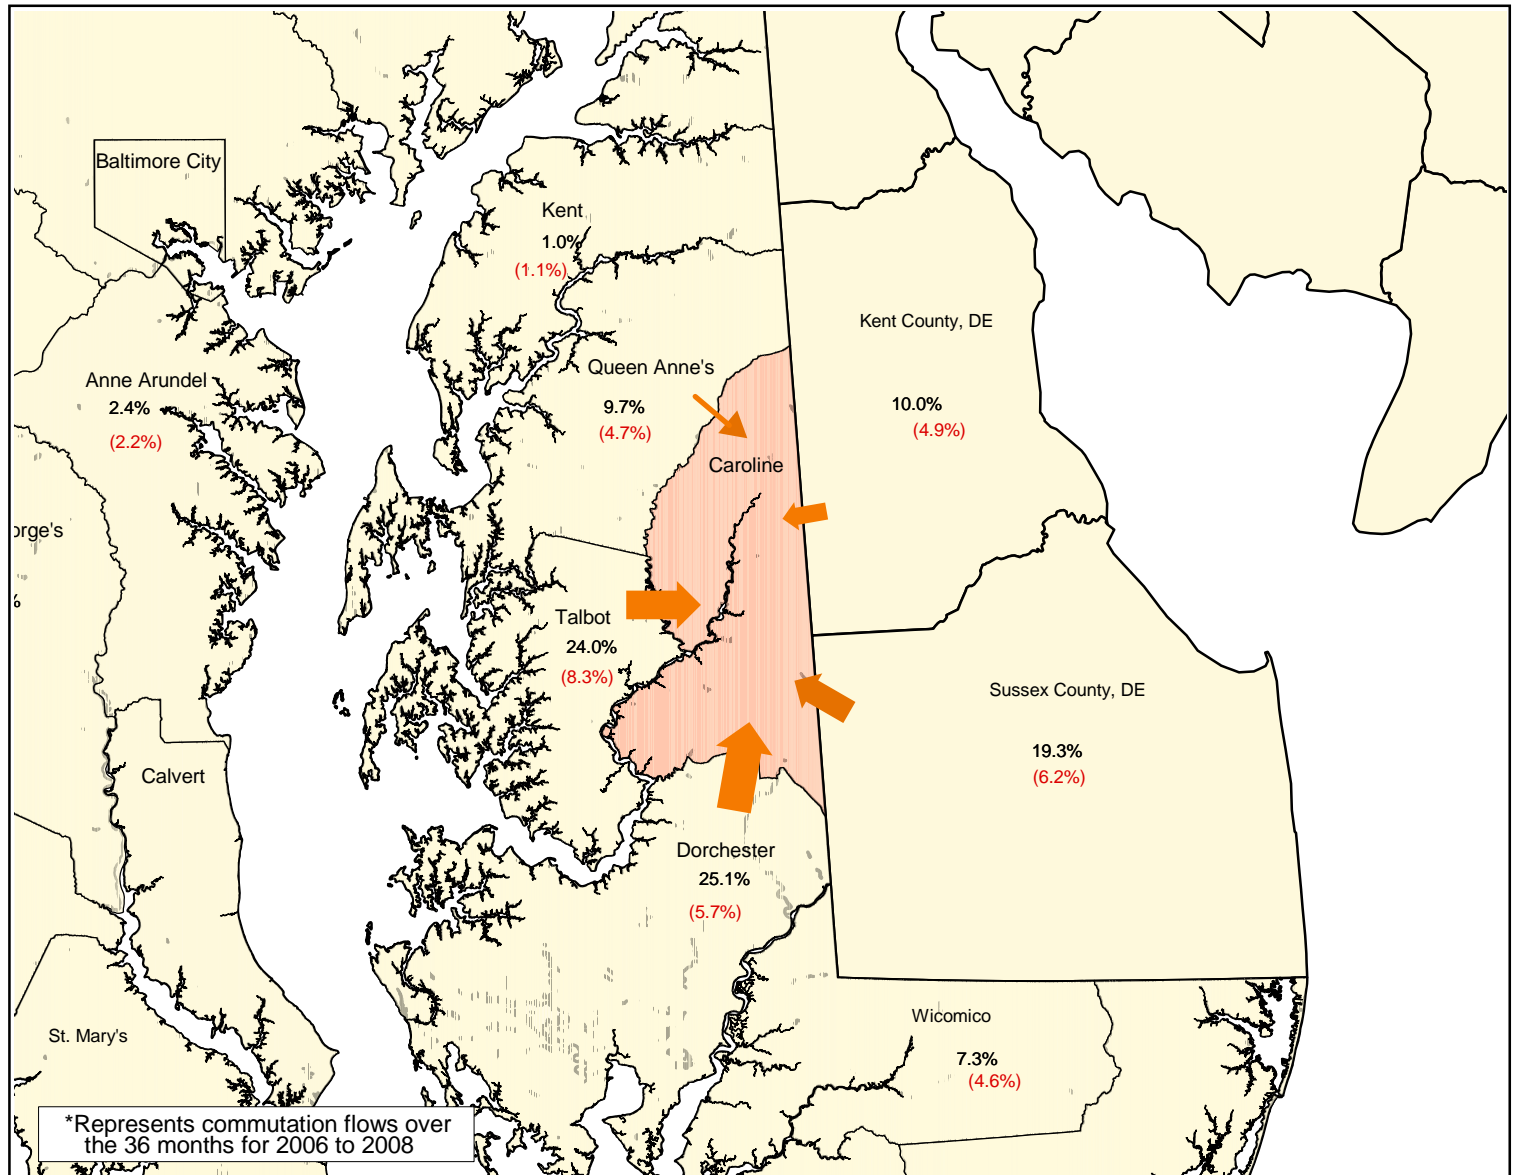 Baltimore City
Kent
1.0%
(1.1%)
Kent County, DE
10.0%
(4.9%)
Queen Anne's
9.7%
(4.7%)
Anne Arundel
2.4%
(2.2%)
Caroline
orge's
%
Talbot
24.0%
(8.3%)
Sussex County, DE
19.3%
(6.2%)
Calvert
Dorchester
25.1%
(5.7%)
St. Mary's
Wicomico
7.3%
(4.6%)
*Represents commutation flows over
the 36 months for 2006 to 2008